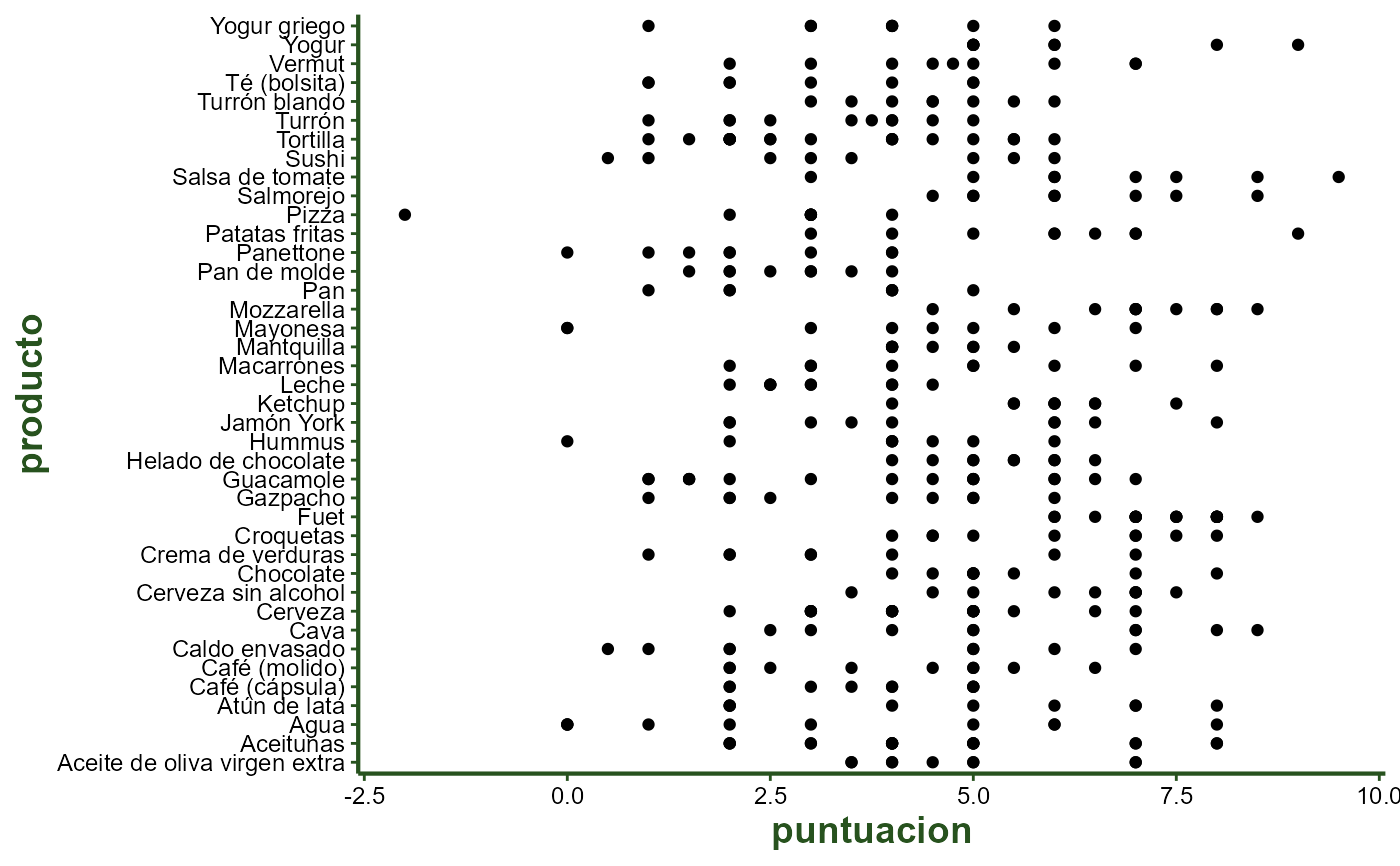 Yogur griego
Yogur
Vermut
Té (bolsita)
Turrón blando
Turrón
Tortilla
Sushi
Salsa de tomate
Salmorejo
Pizza
Patatas fritas
Panettone
Pan de molde
Pan
Mozzarella
Mayonesa
Mantquilla
Macarrones
Leche
Ketchup
Jamón York
Hummus
Helado de chocolate
Guacamole
Gazpacho
Fuet
Croquetas
Crema de verduras
Chocolate
Cerveza sin alcohol
Cerveza
Cava
Caldo envasado
Café (molido)
Café (cápsula)
Atún de lata
Agua
Aceitunas
Aceite de oliva virgen extra
producto
-2.5 0.0 2.5 5.0 7.5 10.0
puntuacion